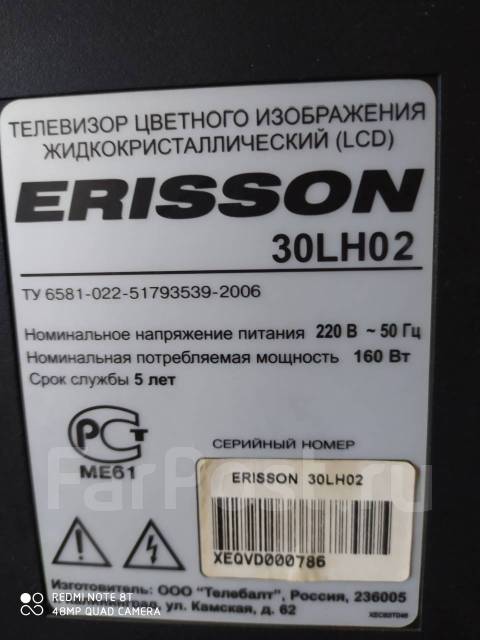 ТЕЛЕВИЗОР ЦВЕТНОГО ИЗОБРАЖЕНИЯ
ЖИДКОКРИСТАЛЛИЧЕСКИЙ (LCD)
ERISSON
30LH02
ТУ 6581-022-51793539-2006
Номинальное напряжение питания 220 В ~ 50 Гц
Номинальная потребляемая мощность 160 Вт
Срок службы 5 лет
РСТ
МЕ61
СЕРИЙНЫЙ НОМЕР
ERISSON 30LH02
XEQVD000786
FarPost.ru
Изготовитель: ООО "Телебалт", Россия, 236005
ул. Камская, д. 62
REDMI NOTE 8T
48MP QUAD CAMERA